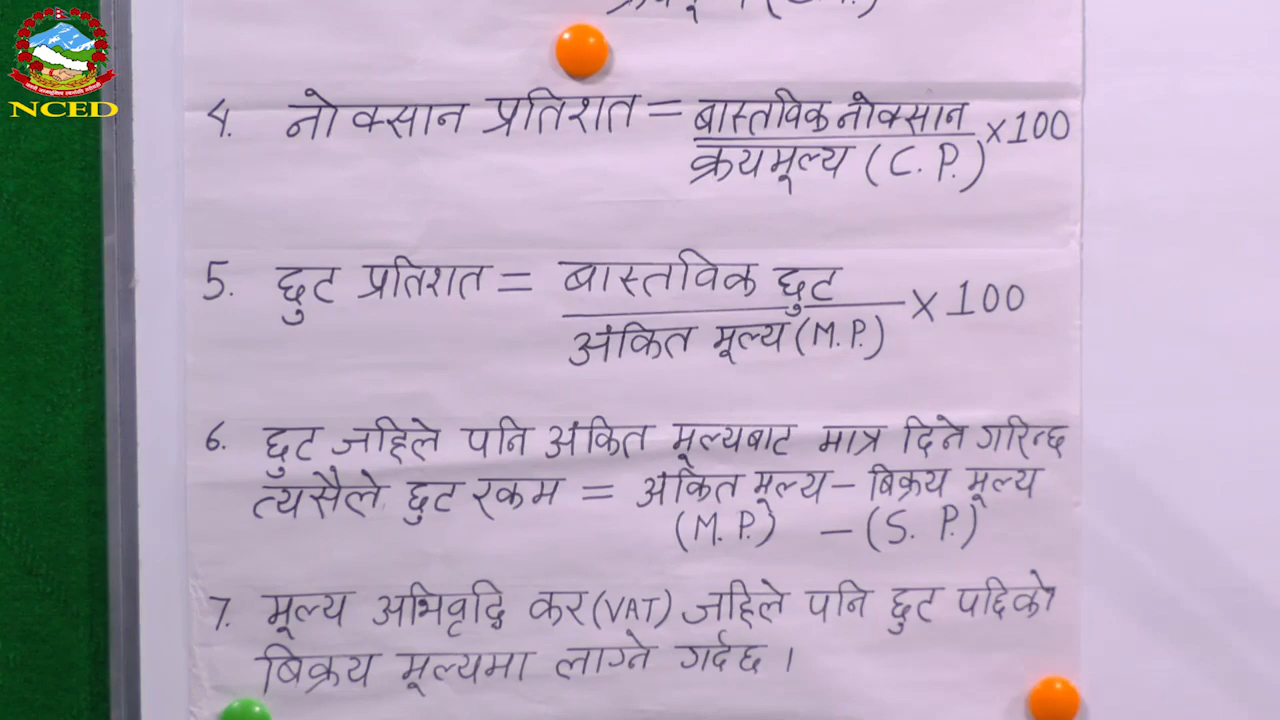 NCED
4. नोक्सान प्रतिशत = बास्तविक नोक्सान × 100
क्रयमूल्य (C.P.)
5. छुट प्रतिशत = बास्तविक छुट × 100
अंकित मूल्य (M.P.)
6. छुट जहिले पनि अंकित मूल्यबाट मात्र दिने गरिन्छ
त्यसैले छुट रकम = अंकित मूल्य – बिक्रय मूल्य
(M.P.) – (S.P.)
7. मूल्य अभिवृद्धि कर (VAT) जहिले पनि छुट पछिको
बिक्रय मूल्यमा लाग्ने गर्दछ ।